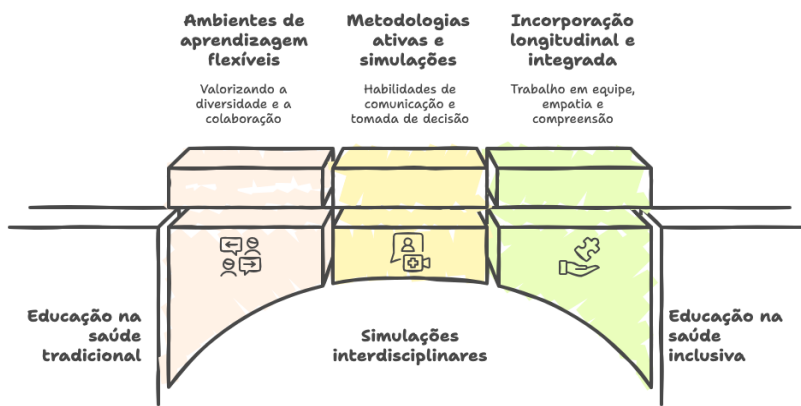 Ambientes de
aprendizagem
flexíveis
Valorizando a
diversidade e a
colaboração
Metodologias
ativas e
simulações
Habilidades de
comunicação e
tomada de decisão
Incorporação
longitudinal e
integrada
Trabalho em equipe,
empatia e
compreensão
Educação na
saúde
tradicional
Simulações
interdisciplinares
Educação na
saúde
inclusiva